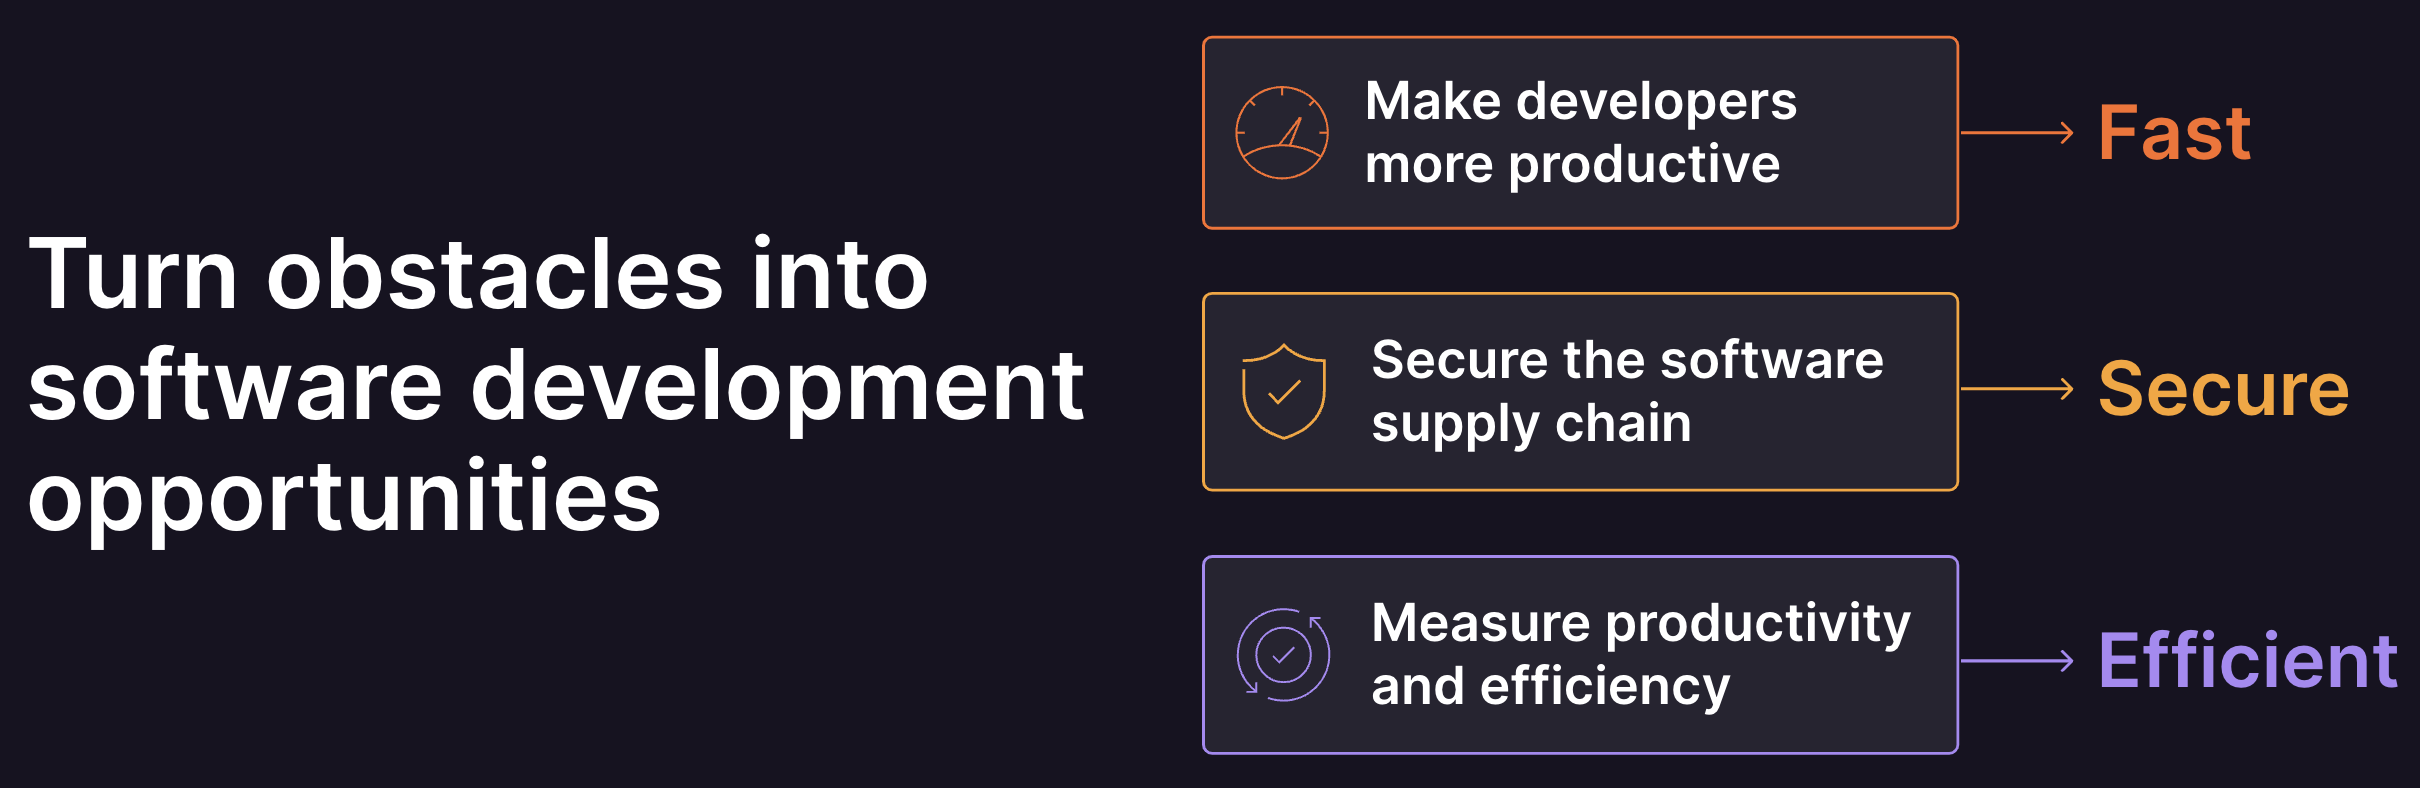 Turn obstacles into
software development
opportunities
Make developers
more productive
Fast
Secure the software
supply chain
Secure
Measure productivity
and efficiency
Efficient